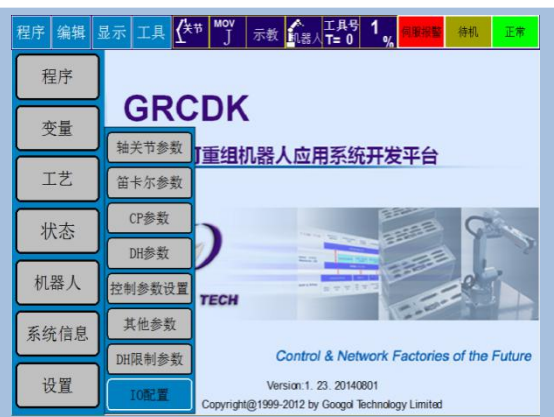 程序 编辑 显示 工具 关节 MOV J 示教 机器人 工具号 T= 0 1 % 伺服报警 待机 正常
程序
变量
工艺
状态
机器人
系统信息
设置
轴关节参数
笛卡尔参数
CP参数
DH参数
控制参数设置
其他参数
DH限制参数
IO配置
GRCDK
可重组机器人应用系统开发平台
TECH
Control & Network Factories of the Future
Version:1. 23. 20140801
Copyright@1999-2012 by Googol Technology Limited